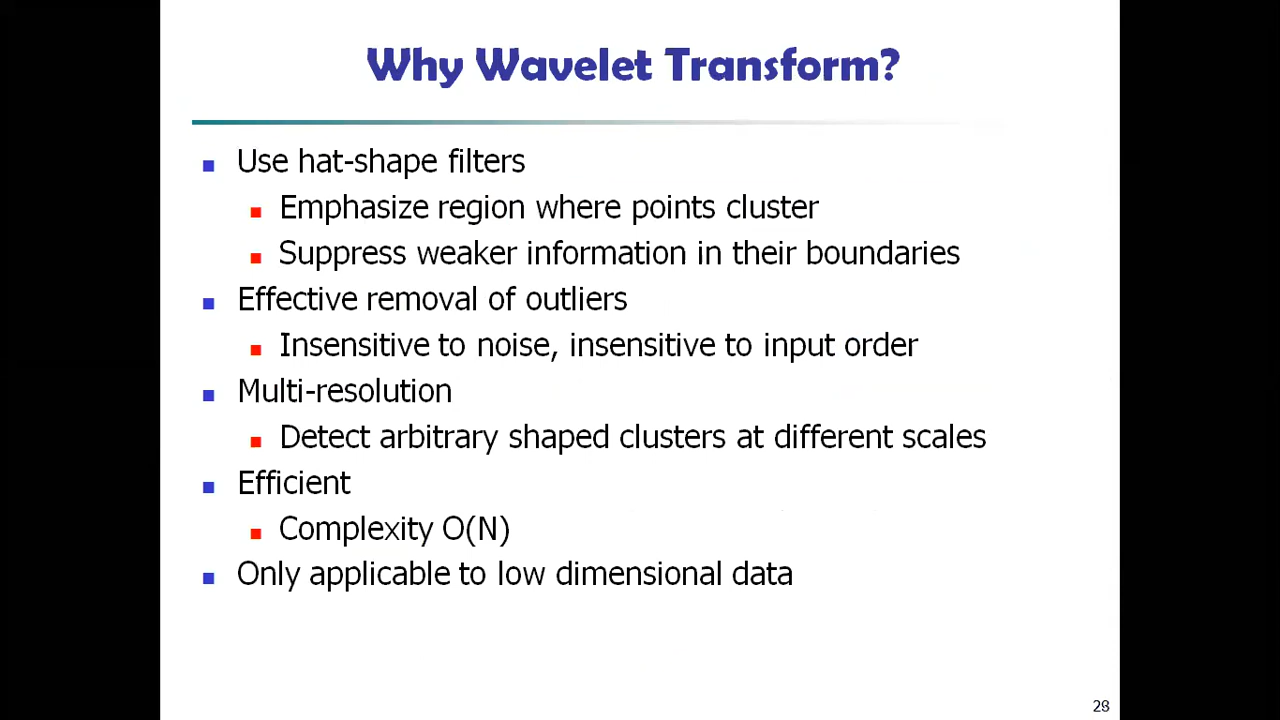 Why Wavelet Transform?
Use hat-shape filters
Emphasize region where points cluster
Suppress weaker information in their boundaries
Effective removal of outliers
Insensitive to noise, insensitive to input order
Multi-resolution
Detect arbitrary shaped clusters at different scales
Efficient
Complexity O(N)
Only applicable to low dimensional data
28